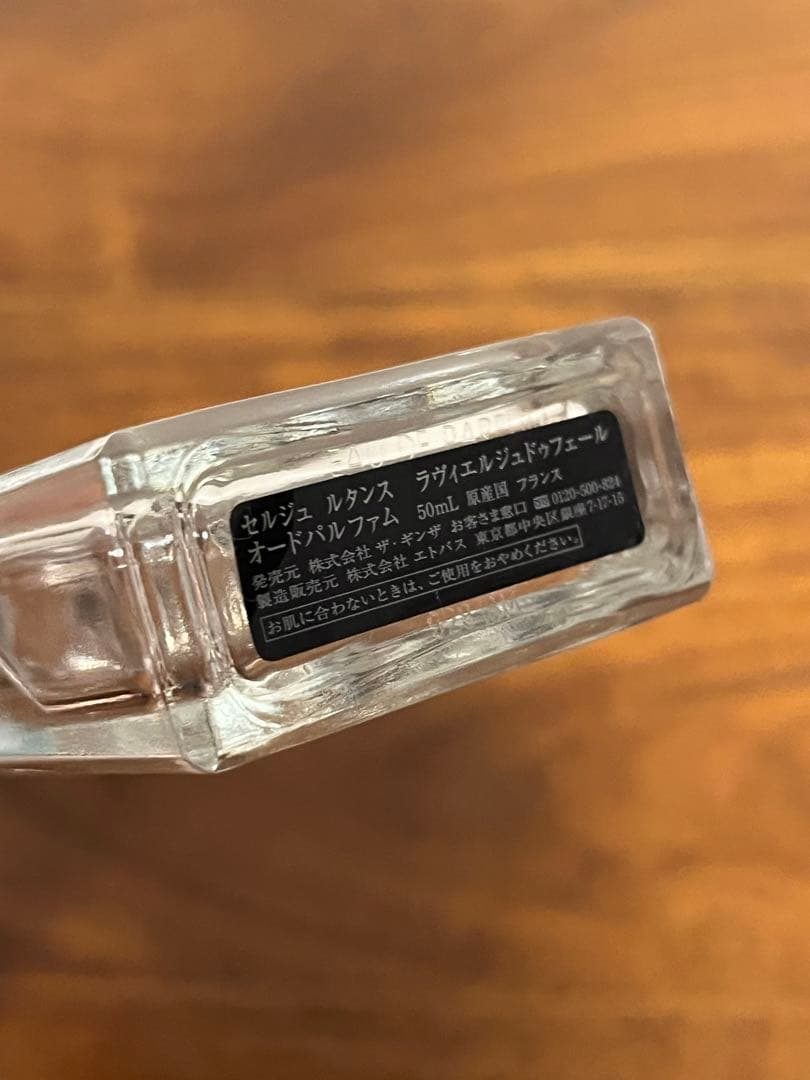 EAU DE PARFUM
セルジュ ルタンス ラヴィエルジュドゥフェール
オードパルファム 50mL 原産国 フランス
発売元 株式会社 ザ・ギンザ お客さま窓口 0120-500-824
製造販売元 株式会社 エトバス 東京都中央区銀座7-17-15
お肌に合わないときは、ご使用をおやめください。